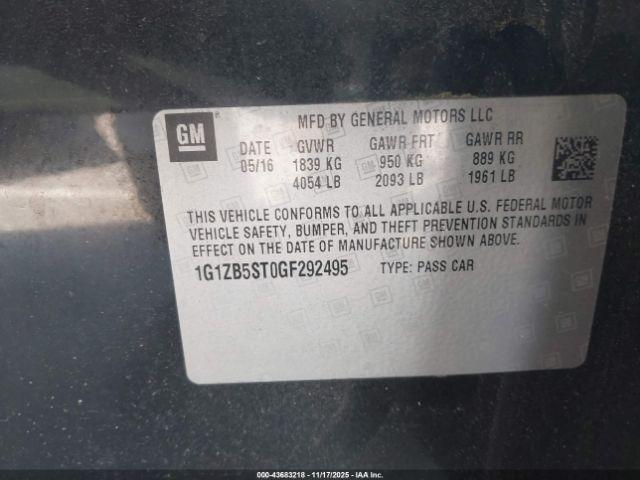 GM
MFD BY GENERAL MOTORS LLC
DATE GVWR GAWR FRT GAWR RR
05/16 1839 KG 950 KG 889 KG
4054 LB 2093 LB 1961 LB
THIS VEHICLE CONFORMS TO ALL APPLICABLE U.S. FEDERAL MOTOR
VEHICLE SAFETY, BUMPER, AND THEFT PREVENTION STANDARDS IN
EFFECT ON THE DATE OF MANUFACTURE SHOWN ABOVE.
1G1ZB5ST0GF292495 TYPE: PASS CAR
© IAA - 43683218 - 11/17/2025 - IAA